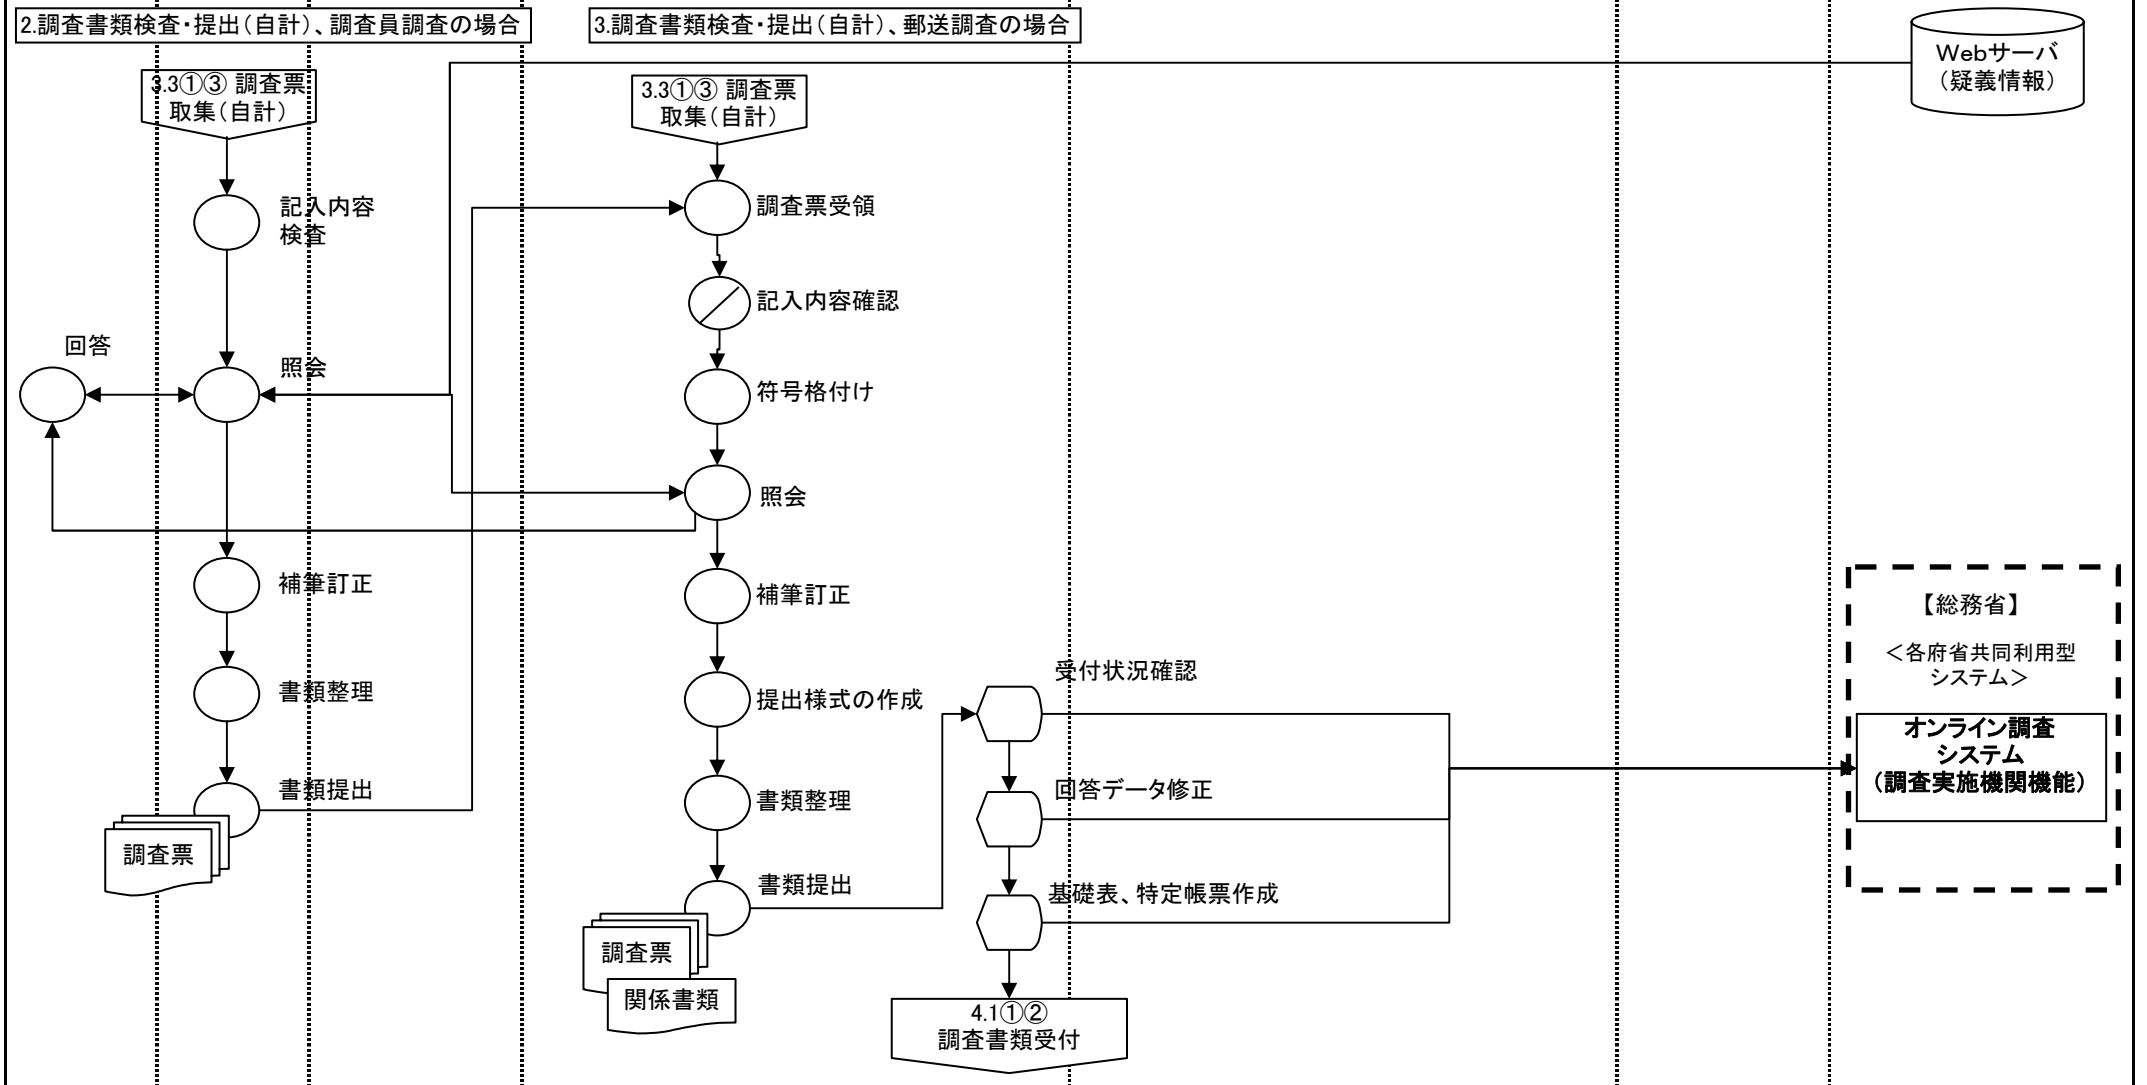 2.調査書類検査・提出(自計)、調査員調査の場合
3.3①③ 調査票
取集(自計)
記入内容
検査
回答
照会
補筆訂正
書類整理
書類提出
調査票
3.調査書類検査・提出(自計)、郵送調査の場合
3.3①③ 調査票
取集(自計)
調査票受領
記入内容確認
符号格付け
照会
補筆訂正
提出様式の作成
書類整理
書類提出
調査票
関係書類
受付状況確認
回答データ修正
基礎表、特定帳票作成
4.1①②
調査書類受付
Webサーバ
(疑義情報)
【総務省】
<各府省共同利用型
システム>
オンライン調査
システム
(調査実施機関機能)